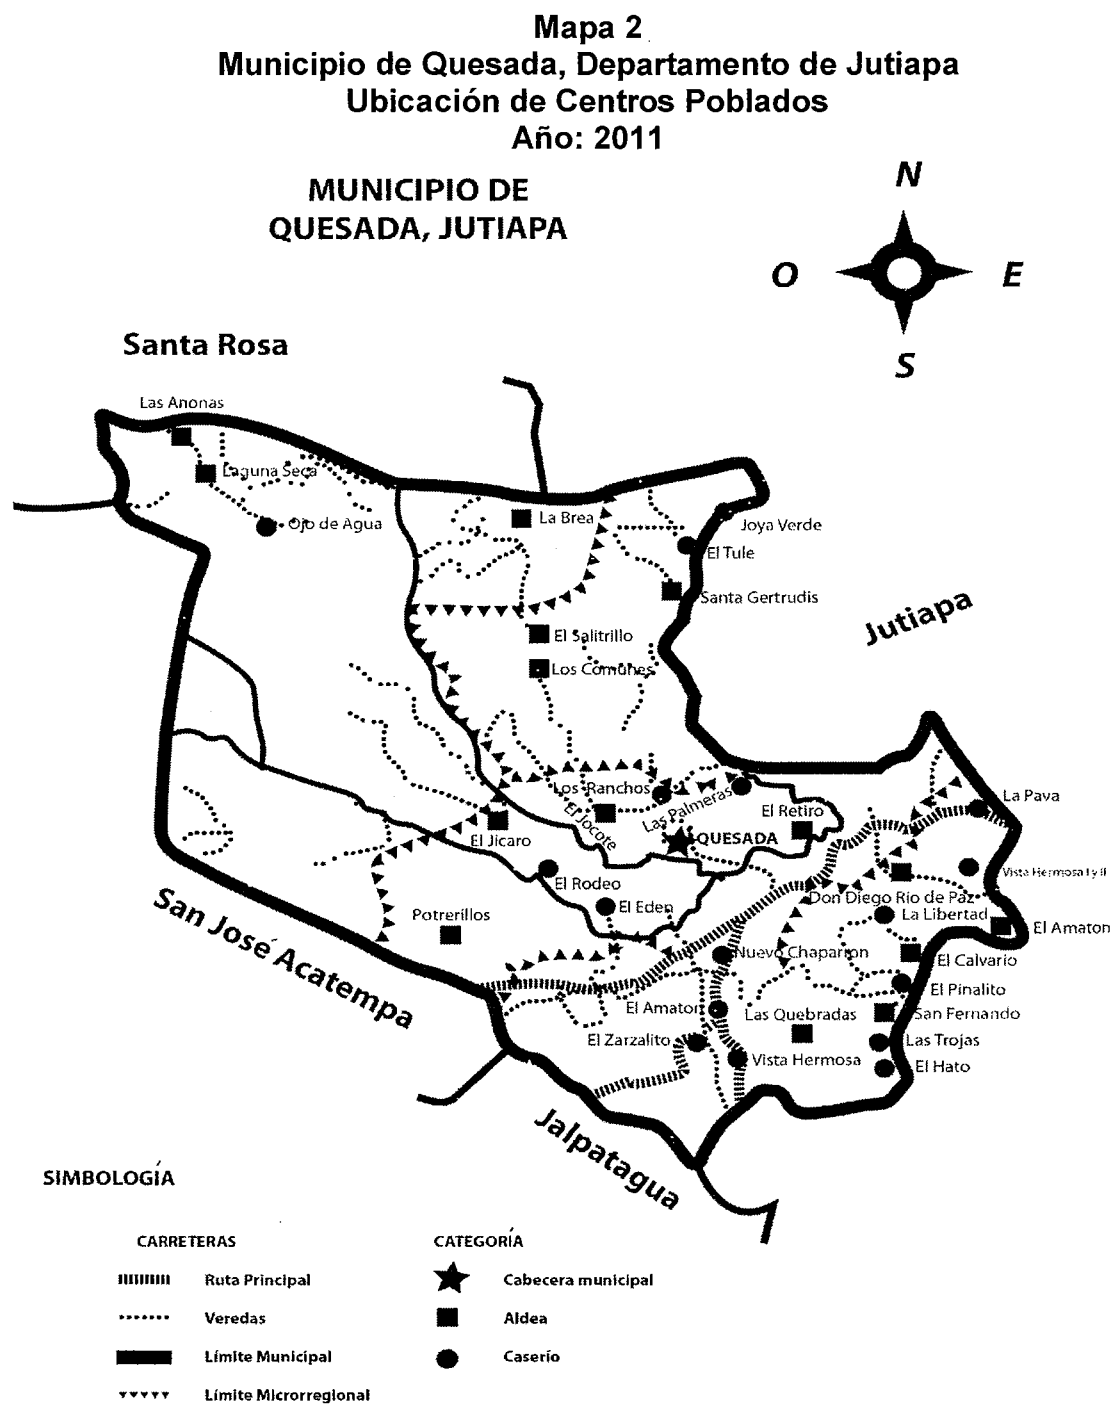 Mapa 2
Municipio de Quesada, Departamento de Jutiapa
Ubicación de Centros Poblados
Año: 2011
MUNICIPIO DE
QUESADA, JUTIAPA
N
O
E
S
Santa Rosa
Las Anonas
Laguna Seca
Ojo de Agua
La Brea
Joya Verde
El Tule
Santa Gertrudis
Jutiapa
El Salitrillo
Los Comunes
Los Ranchos
Las Palmeras
El Jocote
El Retiro
La Pava
El Jicaro
QUESADA
El Rodeo
Vista Hermosa I y II
Don Diego Rio de Paz
El Eden
La Libertad
Potrerillos
El Amaton
San José Acatempa
Nuevo Chaparron
El Calvario
El Pinalito
El Amaton
Las Quebradas
San Fernando
El Zarzalito
Las Trojas
Vista Hermosa
El Hato
Jalpatagua
SIMBOLOGÍA
CARRETERAS
CATEGORÍA
Ruta Principal
Cabecera municipal
Veredas
Aldea
Límite Municipal
Caserío
Límite Microrregional